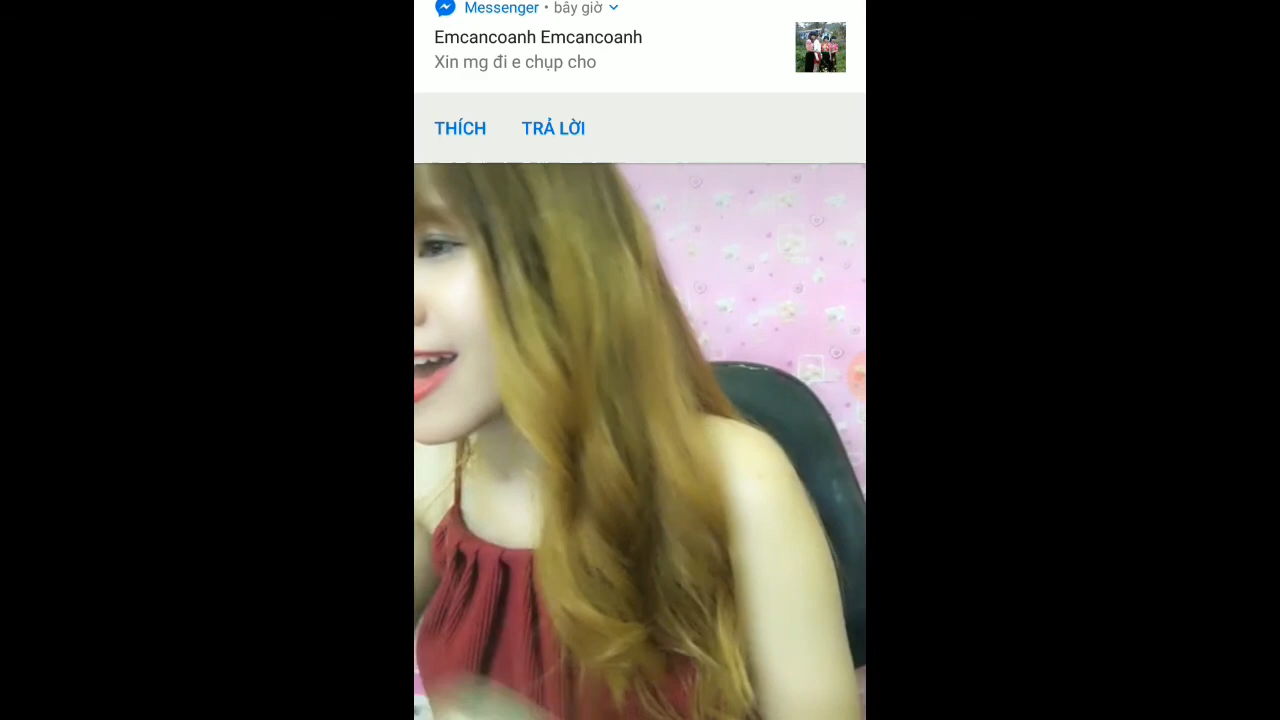 Messenger • bây giờ
Emcancoanh Emcancoanh
Xin mg đi e chụp cho
THÍCH TRẢ LỜI